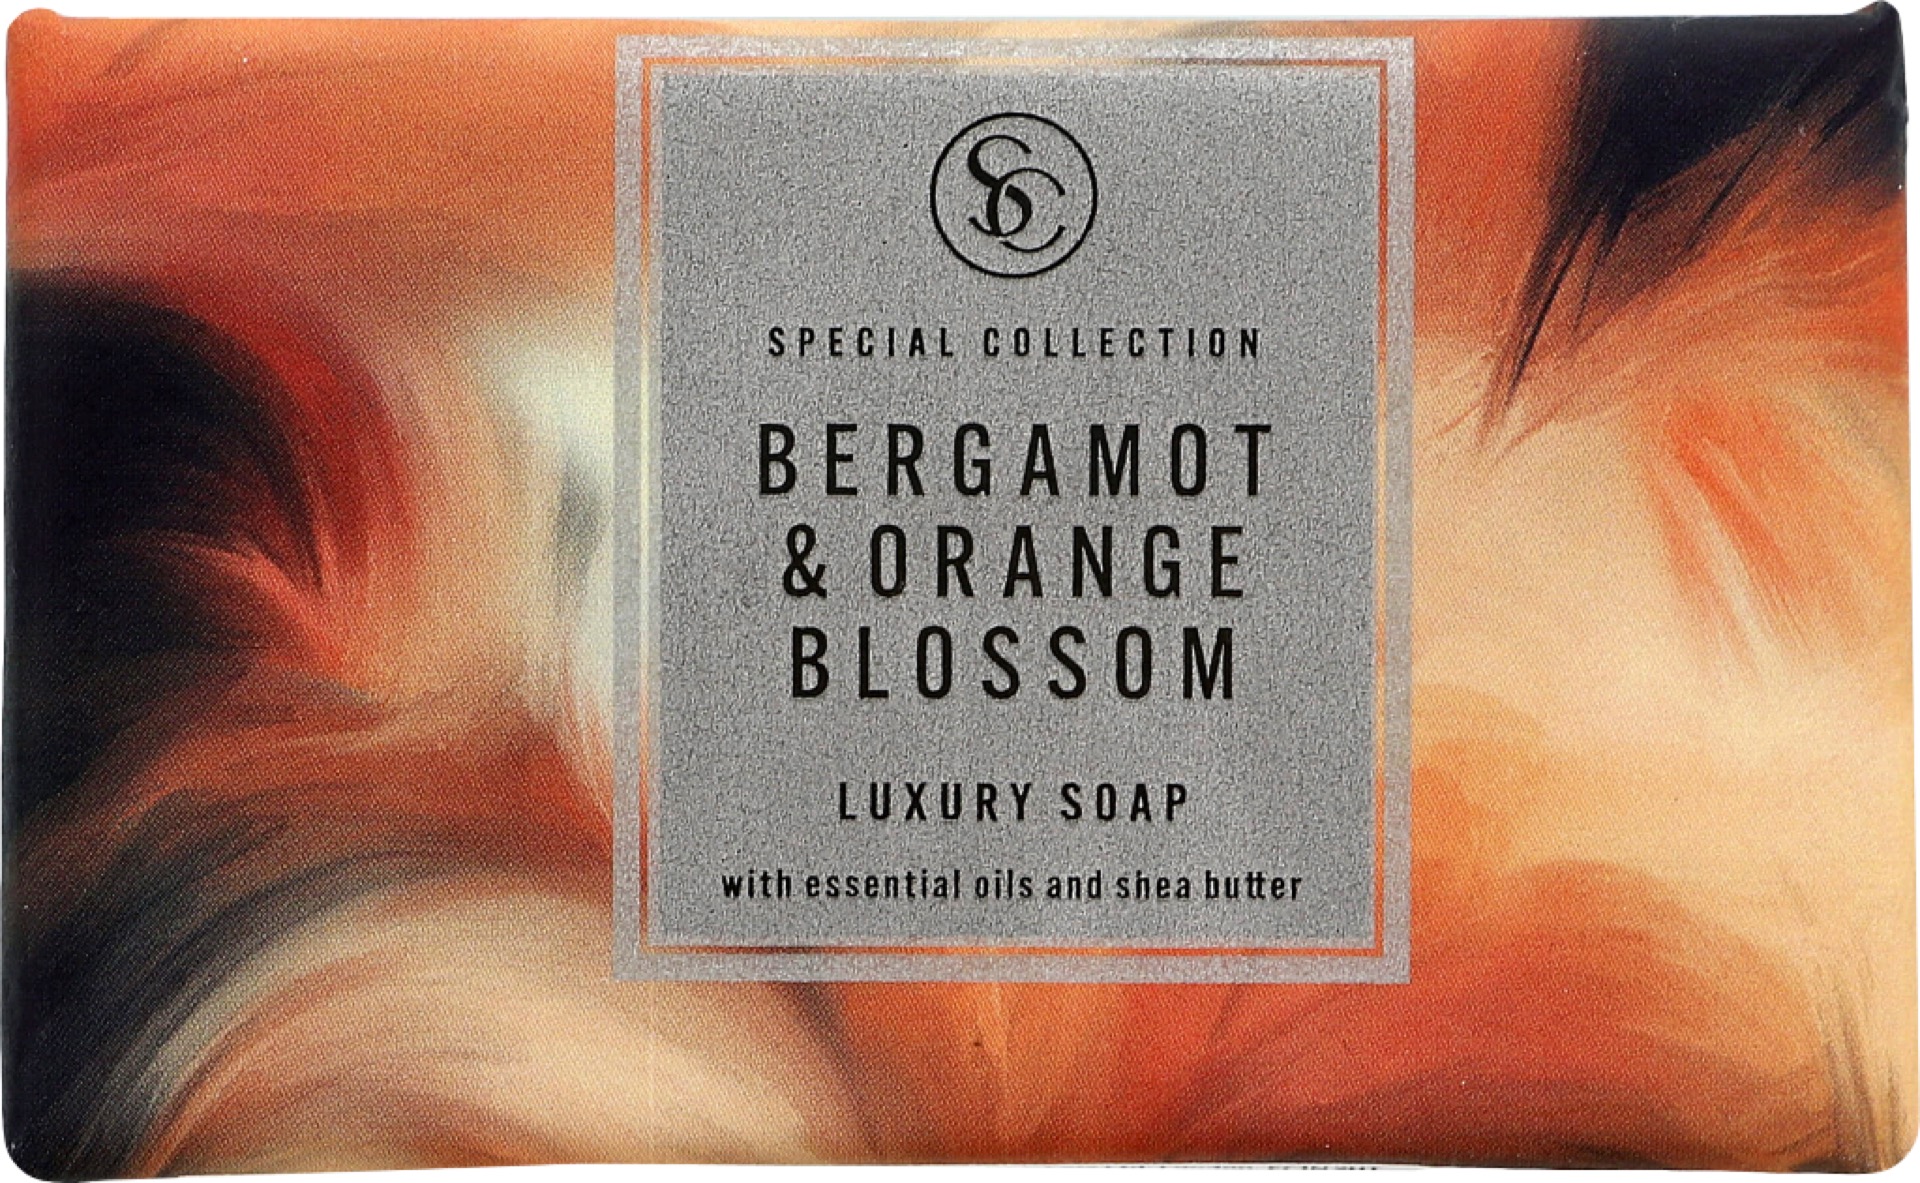 SC
SPECIAL COLLECTION
BERGAMOT
& ORANGE
BLOSSOM
LUXURY SOAP
with essential oils and shea butter